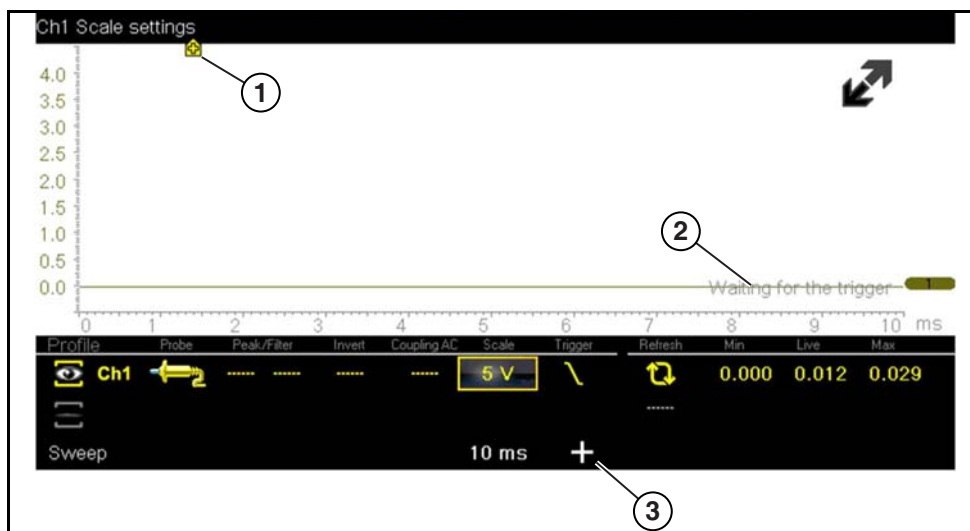 Ch1 Scale settings
1
4.0
3.5
3.0
2.5
2.0
1.5
1.0
0.5
0.0
2
Waiting for the trigger
1
0 1 2 3 4 5 6 7 8 9 10 ms
Profile Probe Peak/Filter Invert Coupling AC Scale Trigger Refresh Min Live Max
Ch1 ----- ----- ----- ----- 5 V 0.000 0.012 0.029
-----
Sweep 10 ms +
3